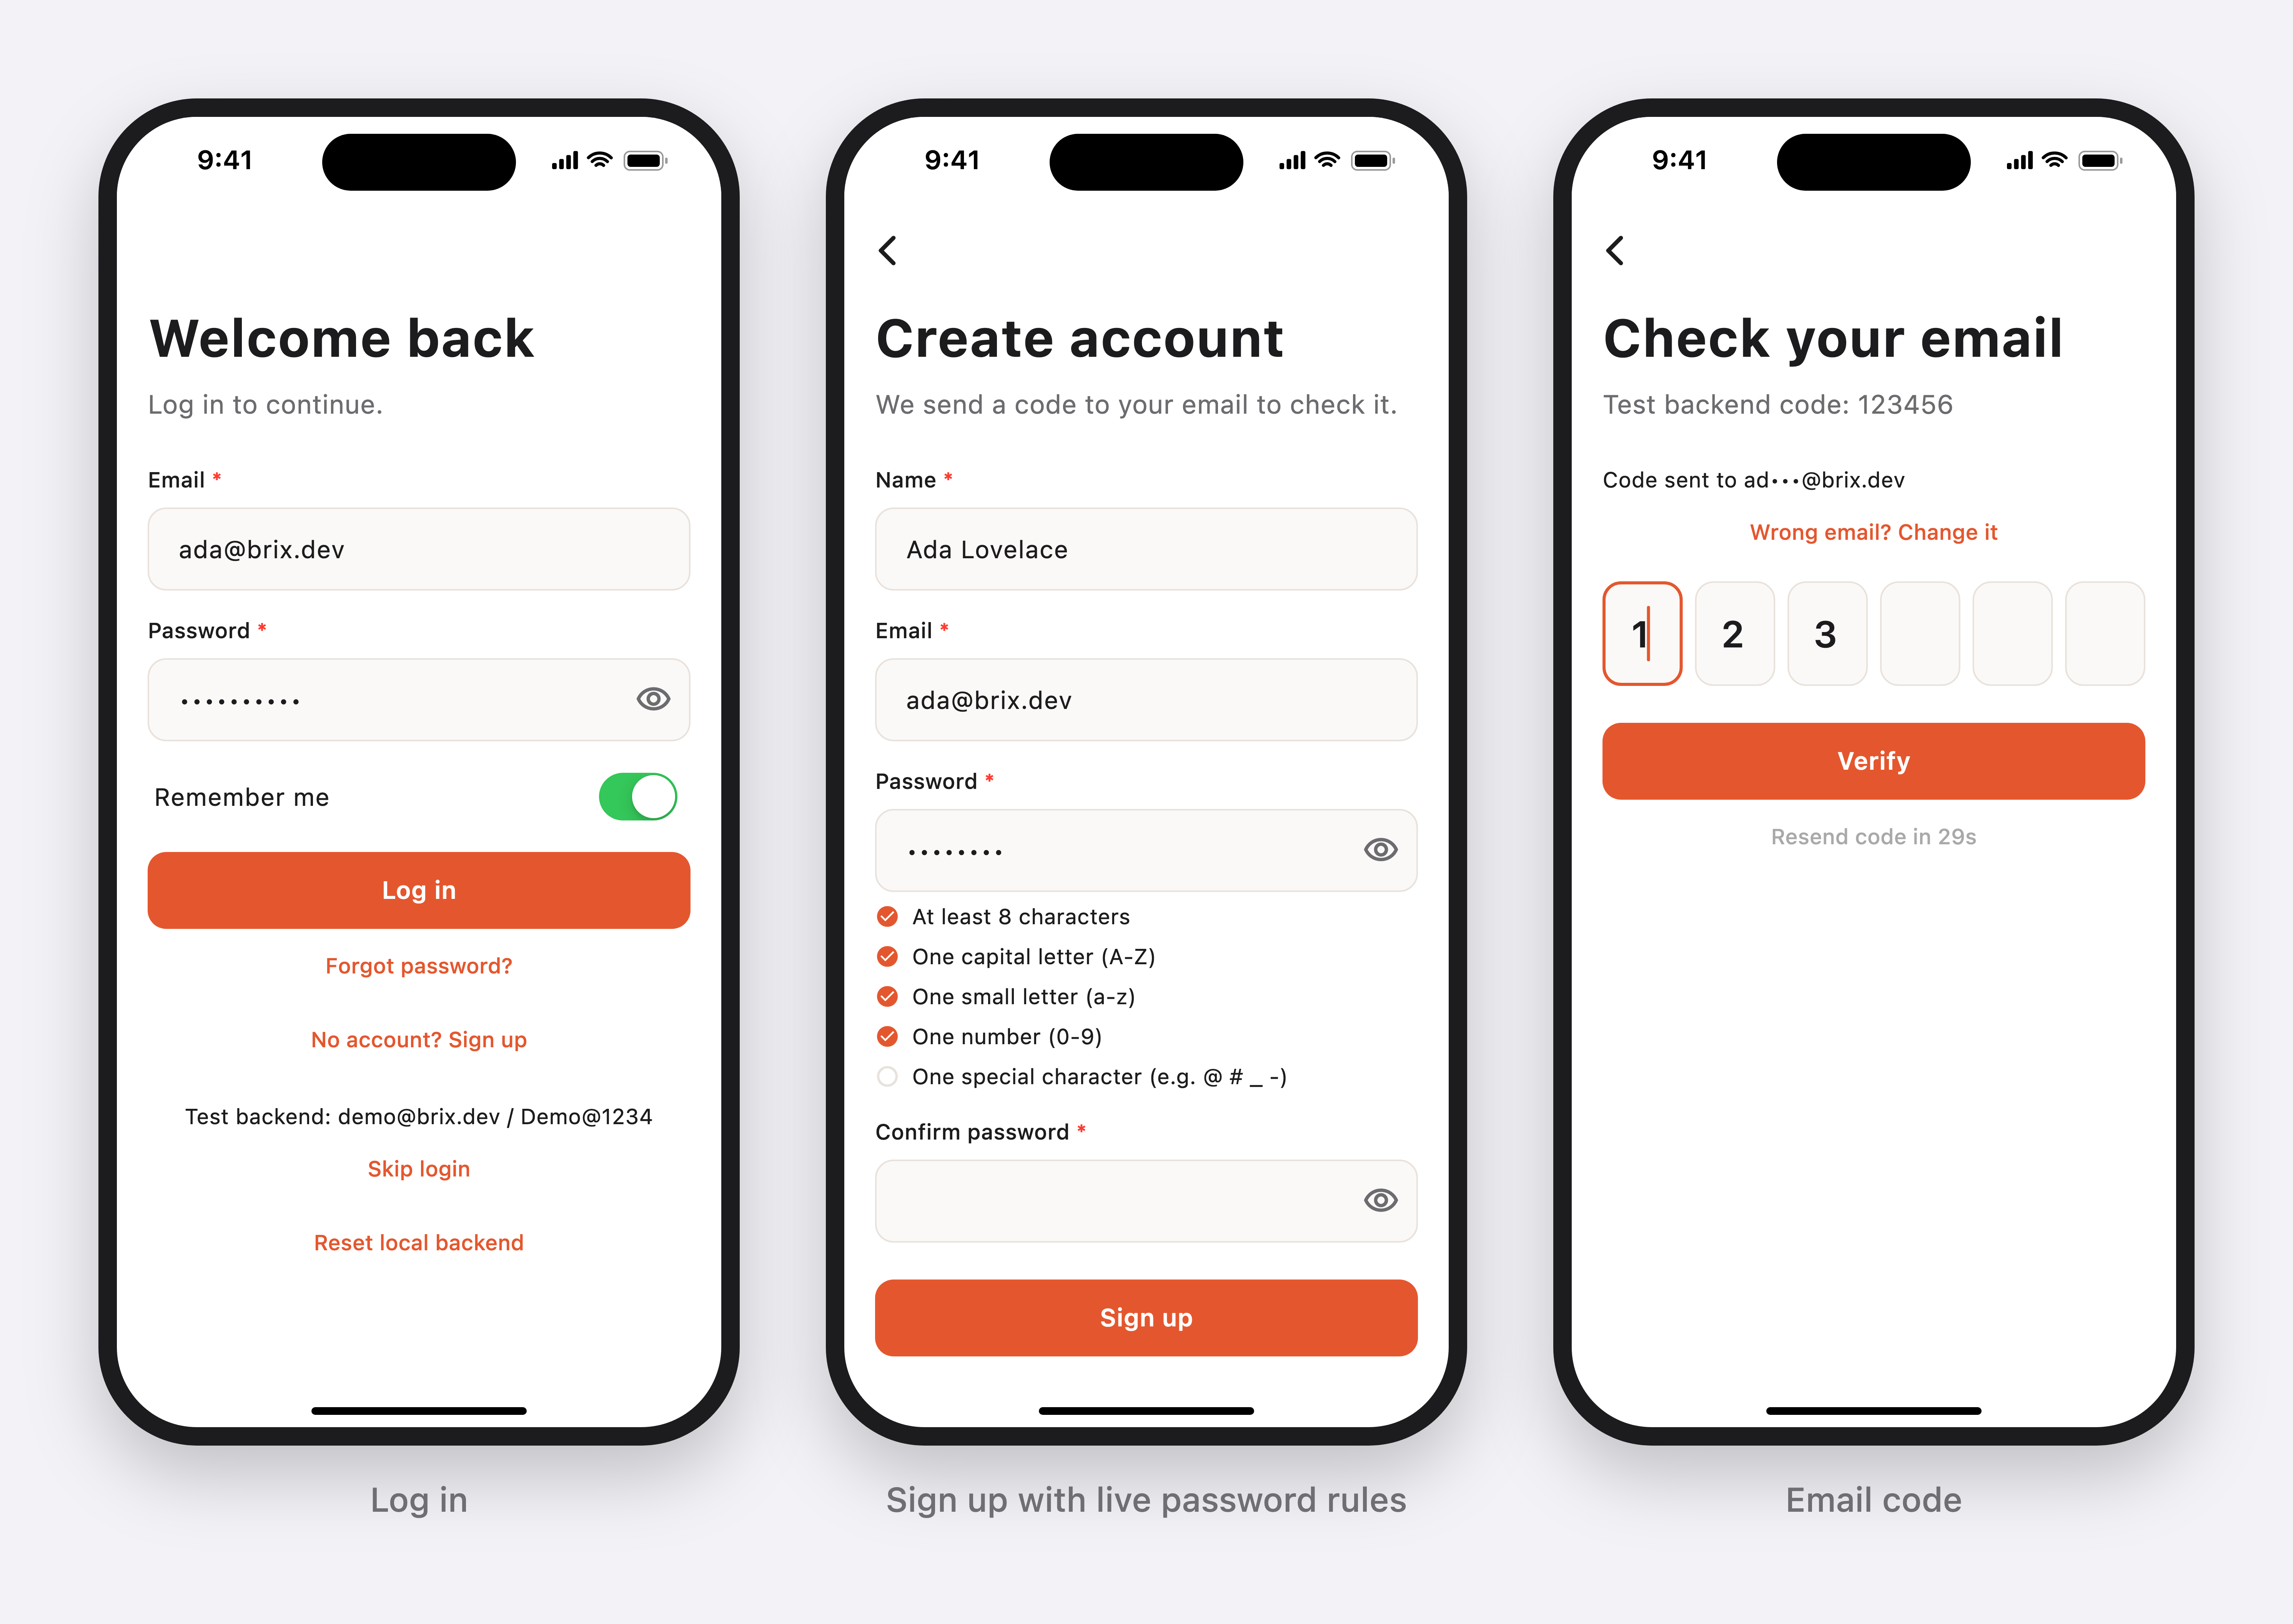 9:41
Welcome back
Log in to continue.
Email *
ada@brix.dev
Password *
••••••••••
Remember me
Log in
Forgot password?
No account? Sign up
Test backend: demo@brix.dev / Demo@1234
Skip login
Reset local backend
Log in
9:41
Create account
We send a code to your email to check it.
Name *
Ada Lovelace
Email *
ada@brix.dev
Password *
••••••••
At least 8 characters
One capital letter (A-Z)
One small letter (a-z)
One number (0-9)
One special character (e.g. @ # _ -)
Confirm password *
Sign up
Sign up with live password rules
9:41
Check your email
Test backend code: 123456
Code sent to ad•••@brix.dev
Wrong email? Change it
1 2 3
Verify
Resend code in 29s
Email code